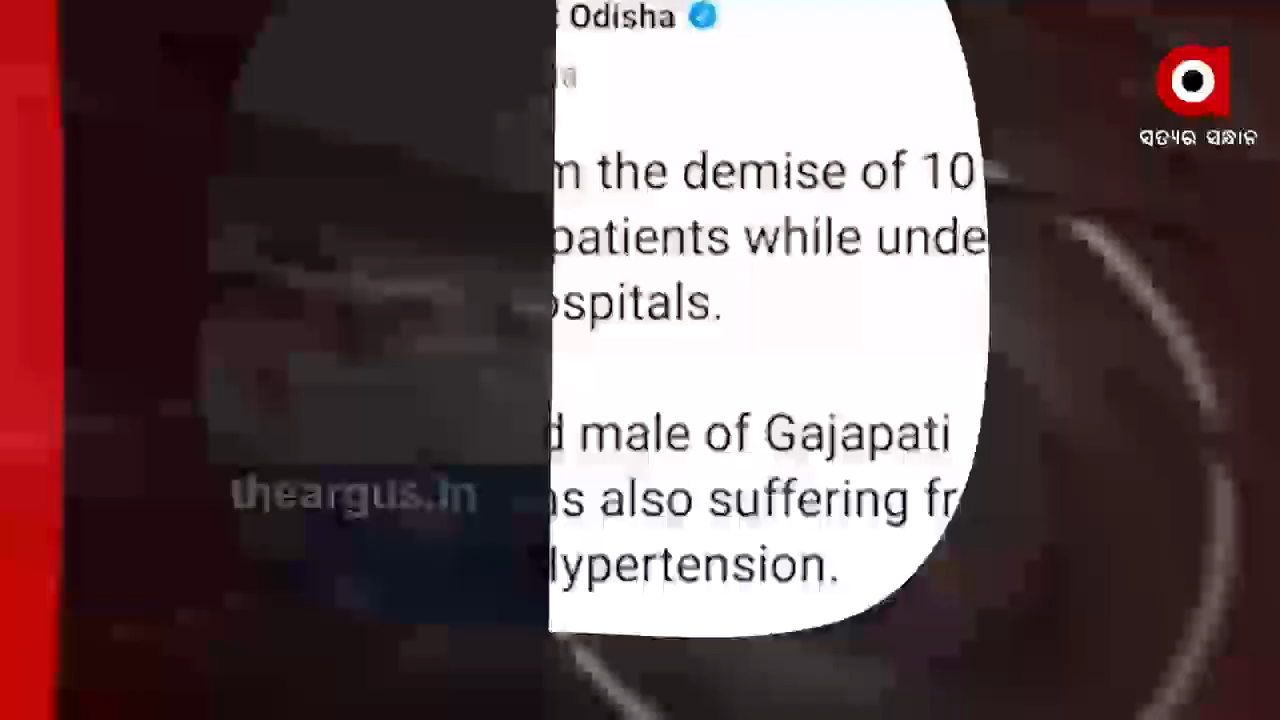 Odisha
the demise of 10
patients while unde
ospitals.
male of Gajapati
also suffering fr
Hypertension.
theargus.in
ସତ୍ୟର ସନ୍ଧାନ